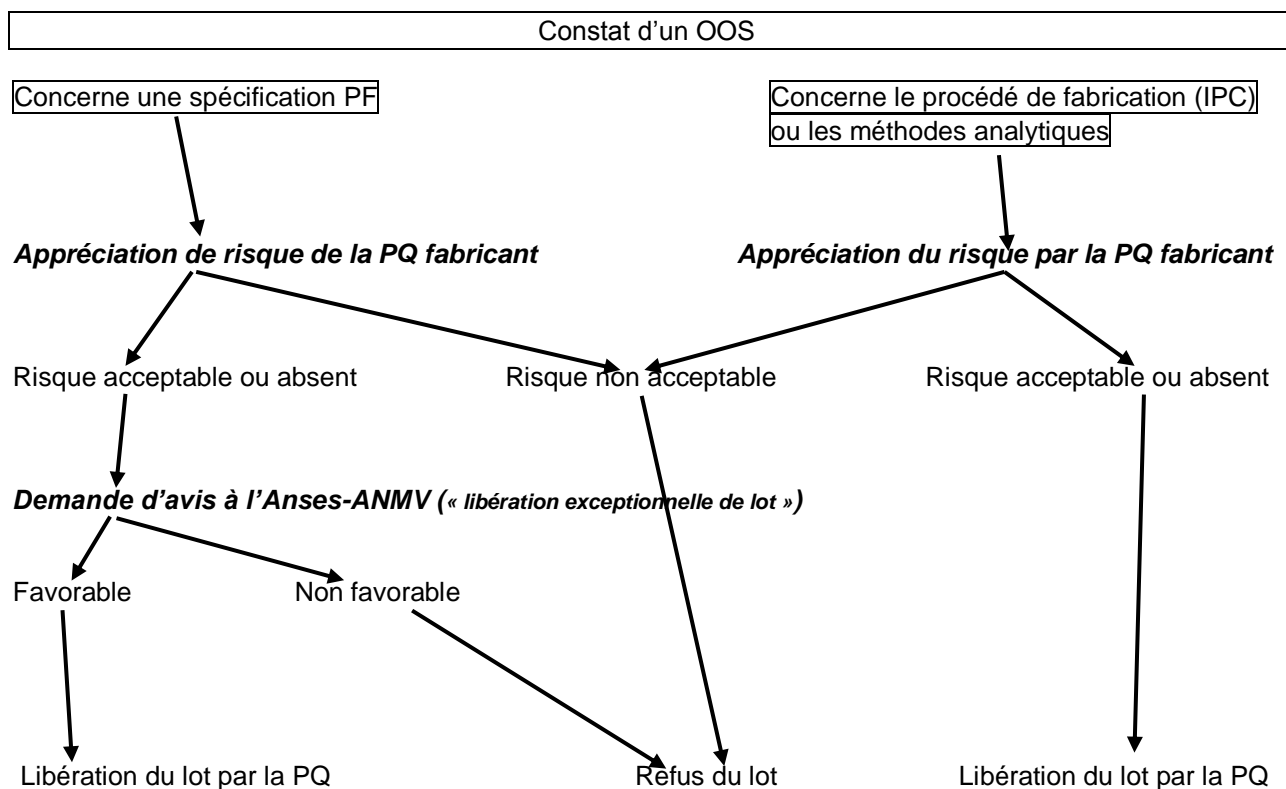 Constat d’un OOS
Concerne une spécification PF
Concerne le procédé de fabrication (IPC)
ou les méthodes analytiques
Appréciation de risque de la PQ fabricant
Appréciation du risque par la PQ fabricant
Risque acceptable ou absent
Risque non acceptable
Risque acceptable ou absent
Demande d’avis à l’Anses-ANMV (« libération exceptionnelle de lot »)
Favorable
Non favorable
Libération du lot par la PQ
Refus du lot
Libération du lot par la PQ